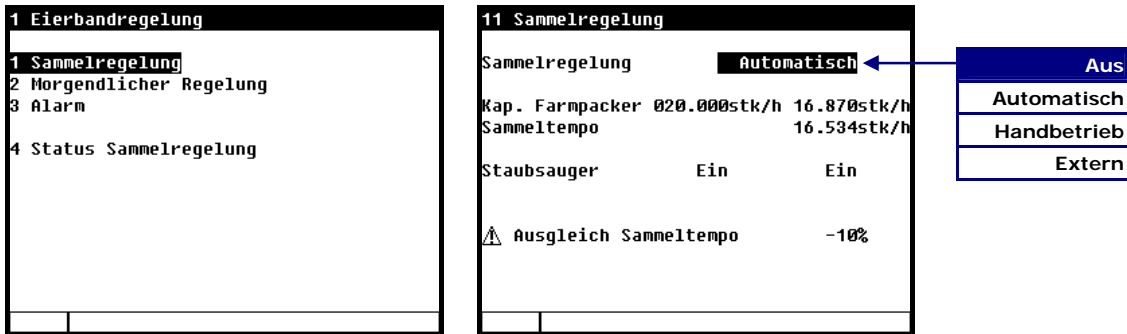 1 Eierbandregelung
1 Sammelregelung
2 Morgendlicher Regelung
3 Alarm
4 Status Sammelregelung
11 Sammelregelung
Sammelregelung Automatisch
Kap. Farmpacker 020.000stk/h 16.870stk/h
Sammeltempo 16.534stk/h
Staubsauger Ein Ein
⚠ Ausgleich Sammeltempo -10%
Aus
Automatisch
Handbetrieb
Extern